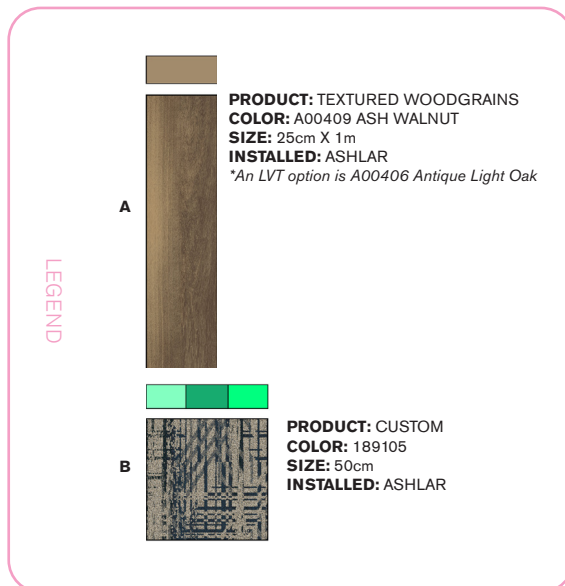 PRODUCT: TEXTURED WOODGRAINS
COLOR: A00409 ASH WALNUT
SIZE: 25cm X 1m
INSTALLED: ASHLAR
*An LVT option is A00406 Antique Light Oak
A
LEGEND
PRODUCT: CUSTOM
COLOR: 189105
SIZE: 50cm
INSTALLED: ASHLAR
B